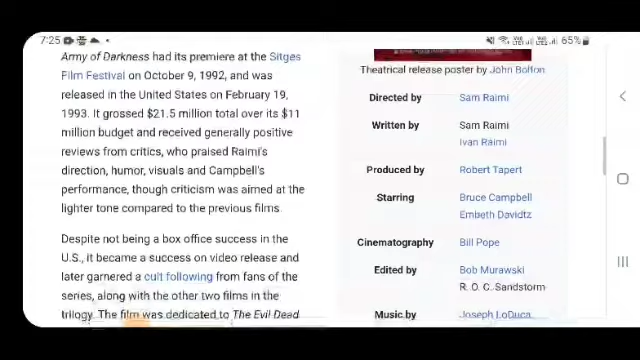 7:25
65%
Army of Darkness had its premiere at the Sitges
Film Festival on October 9, 1992, and was
released in the United States on February 19,
1993. It grossed $21.5 million total over its $11
million budget and received generally positive
reviews from critics, who praised Raimi's
direction, humor, visuals and Campbell's
performance, though criticism was aimed at the
lighter tone compared to the previous films.
Despite not being a box office success in the
U.S., it became a success on video release and
later garnered a cult following from fans of the
series, along with the other two films in the
trilogy. The film was dedicated to The Evil Dead
Theatrical release poster by John Bolton
Directed by Sam Raimi
Written by Sam Raimi
Ivan Raimi
Produced by Robert Tapert
Starring Bruce Campbell
Embeth Davidtz
Cinematography Bill Pope
Edited by Bob Murawski
R. O. C. Sandstorm
Music by Joseph LoDuca